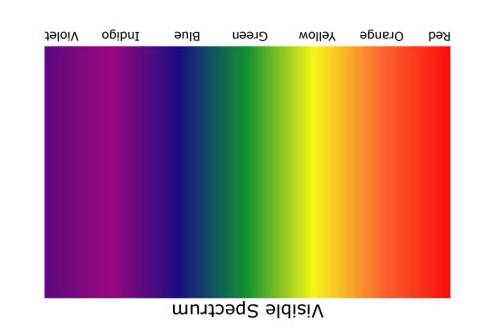 Visible Spectrum
Red Orange Yellow Green Blue Indigo Violet